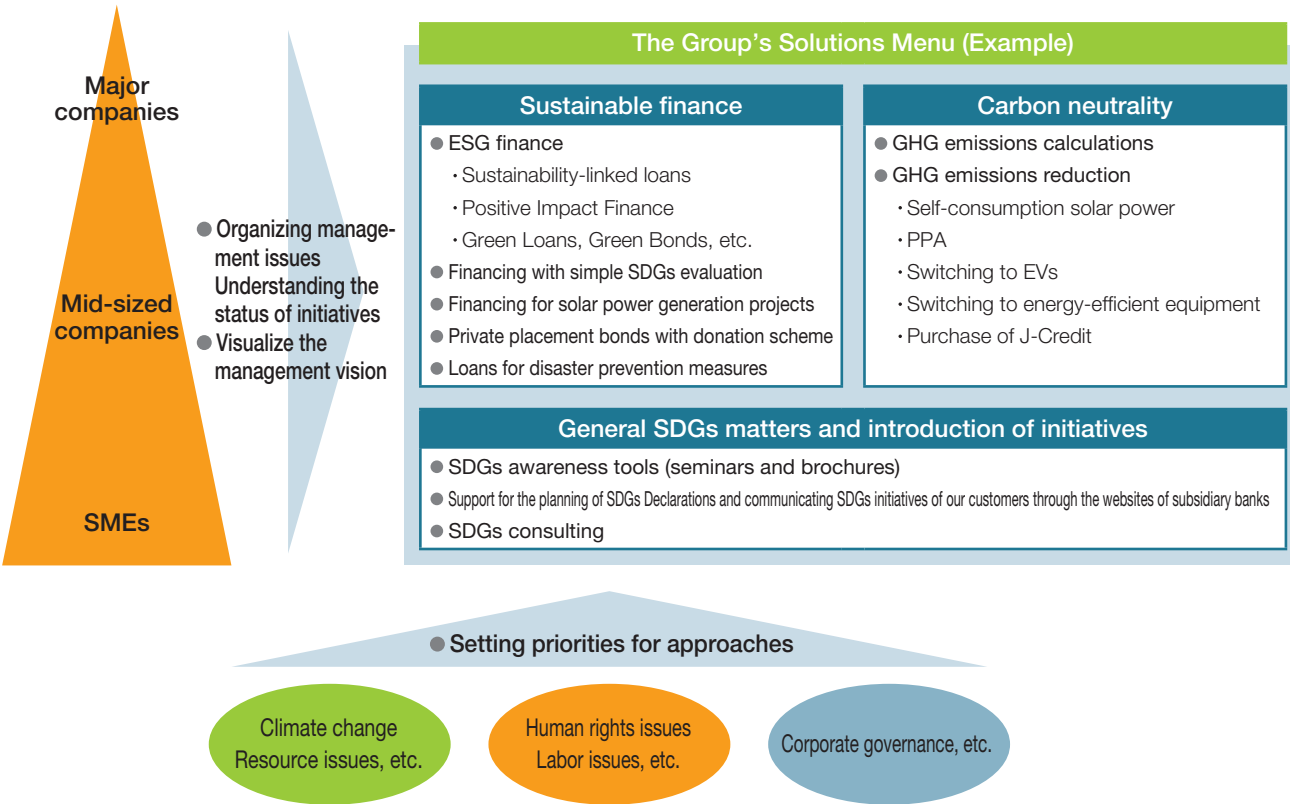 Major
companies
Mid-sized
companies
SMEs
● Organizing manage-
ment issues
Understanding the
status of initiatives
● Visualize the
management vision
The Group's Solutions Menu (Example)
Sustainable finance
● ESG finance
・Sustainability-linked loans
・Positive Impact Finance
・Green Loans, Green Bonds, etc.
● Financing with simple SDGs evaluation
● Financing for solar power generation projects
● Private placement bonds with donation scheme
● Loans for disaster prevention measures
Carbon neutrality
● GHG emissions calculations
● GHG emissions reduction
・Self-consumption solar power
・PPA
・Switching to EVs
・Switching to energy-efficient equipment
・Purchase of J-Credit
General SDGs matters and introduction of initiatives
● SDGs awareness tools (seminars and brochures)
● Support for the planning of SDGs Declarations and communicating SDGs initiatives of our customers through the websites of subsidiary banks
● SDGs consulting
● Setting priorities for approaches
Climate change
Resource issues, etc.
Human rights issues
Labor issues, etc.
Corporate governance, etc.